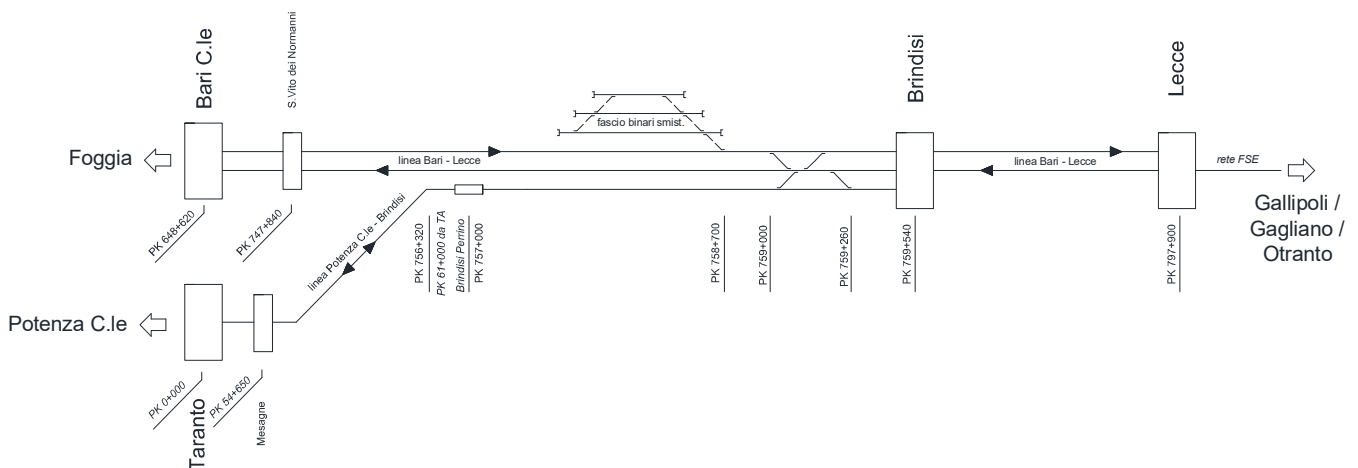 Bari C.le
S.Vito dei Normanni
Brindisi
Lecce
fascio binari smist.
Foggia
linea Bari - Lecce
linea Bari - Lecce
rete FSE
Gallipoli /
Gagliano /
Otranto
PK 648+620
PK 747+840
linea Potenza C.le - Brindisi
PK 756+320
PK 61+000 da TA
Brindisi Perrino
PK 757+000
PK 758+700
PK 759+000
PK 759+260
PK 759+540
PK 797+900
Potenza C.le
PK 0+000
PK 54+650
Taranto
Mesagne